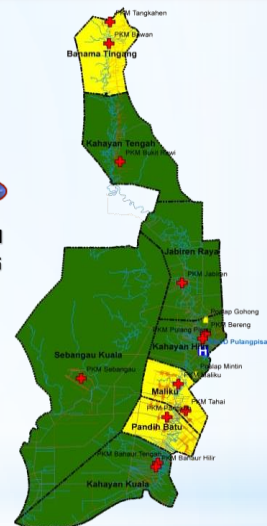 PKM Tangkahen
PKM Bawan
Banama Tingang
Kahayan Tengah
PKM Bukit Rawi
Jabiren Raya
PKM Jabiren
Pustap Gohong
PKM Bereng
PKM Pulang Pisau
Pulangpisau
Kahayan Hilir
Pustap Mintin
Sebangau Kuala
PKM Maliku
Maliku
PKM Sebangau
PKM Tahai
PKM Pangkoh
Pandih Batu
PKM Bahaur Tengah
PKM Bahaur Hilir
Kahayan Kuala